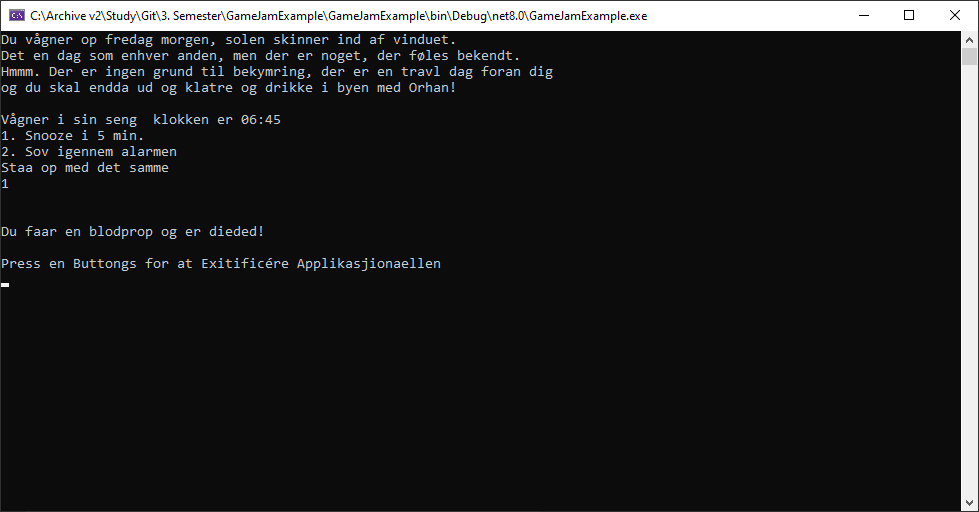 C:\Archive v2\Study\Git\3. Semester\GameJamExample\GameJamExample\bin\Debug\net8.0\GameJamExample.exe
Du vågner op fredag morgen, solen skinner ind af vinduet.
Det en dag som enhver anden, men der er noget, der føles bekendt.
Hmmm. Der er ingen grund til bekymring, der er en travl dag foran dig
og du skal endda ud og klatre og drikke i byen med Orhan!
Vågner i sin seng  klokken er 06:45
1. Snooze i 5 min.
2. Sov igennem alarmen
Staa op med det samme
1
Du faar en blodprop og er dieded!
Press en Buttongs for at Exitificére Applikasjionaellen